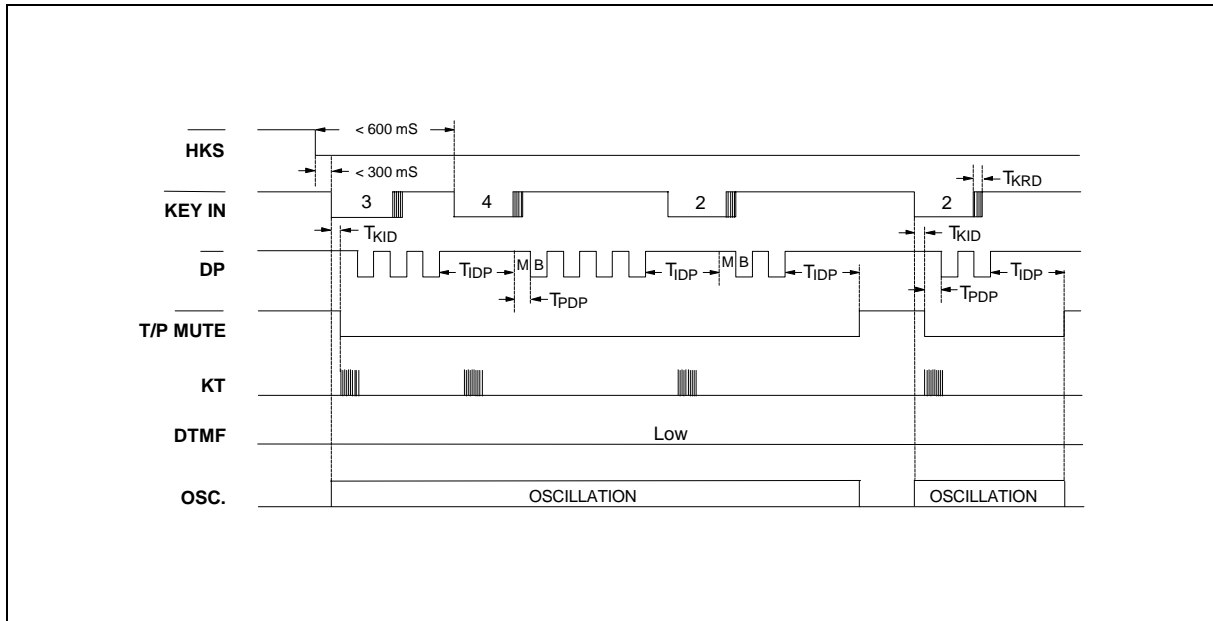 < 600 mS
HKS
< 300 mS
TKRD
KEY IN
3
4
2
2
TKID
TKID
DP
TIDP
M B
TIDP
M B
TIDP
TIDP
TPDP
TPDP
T/P MUTE
KT
DTMF
Low
OSC.
OSCILLATION
OSCILLATION